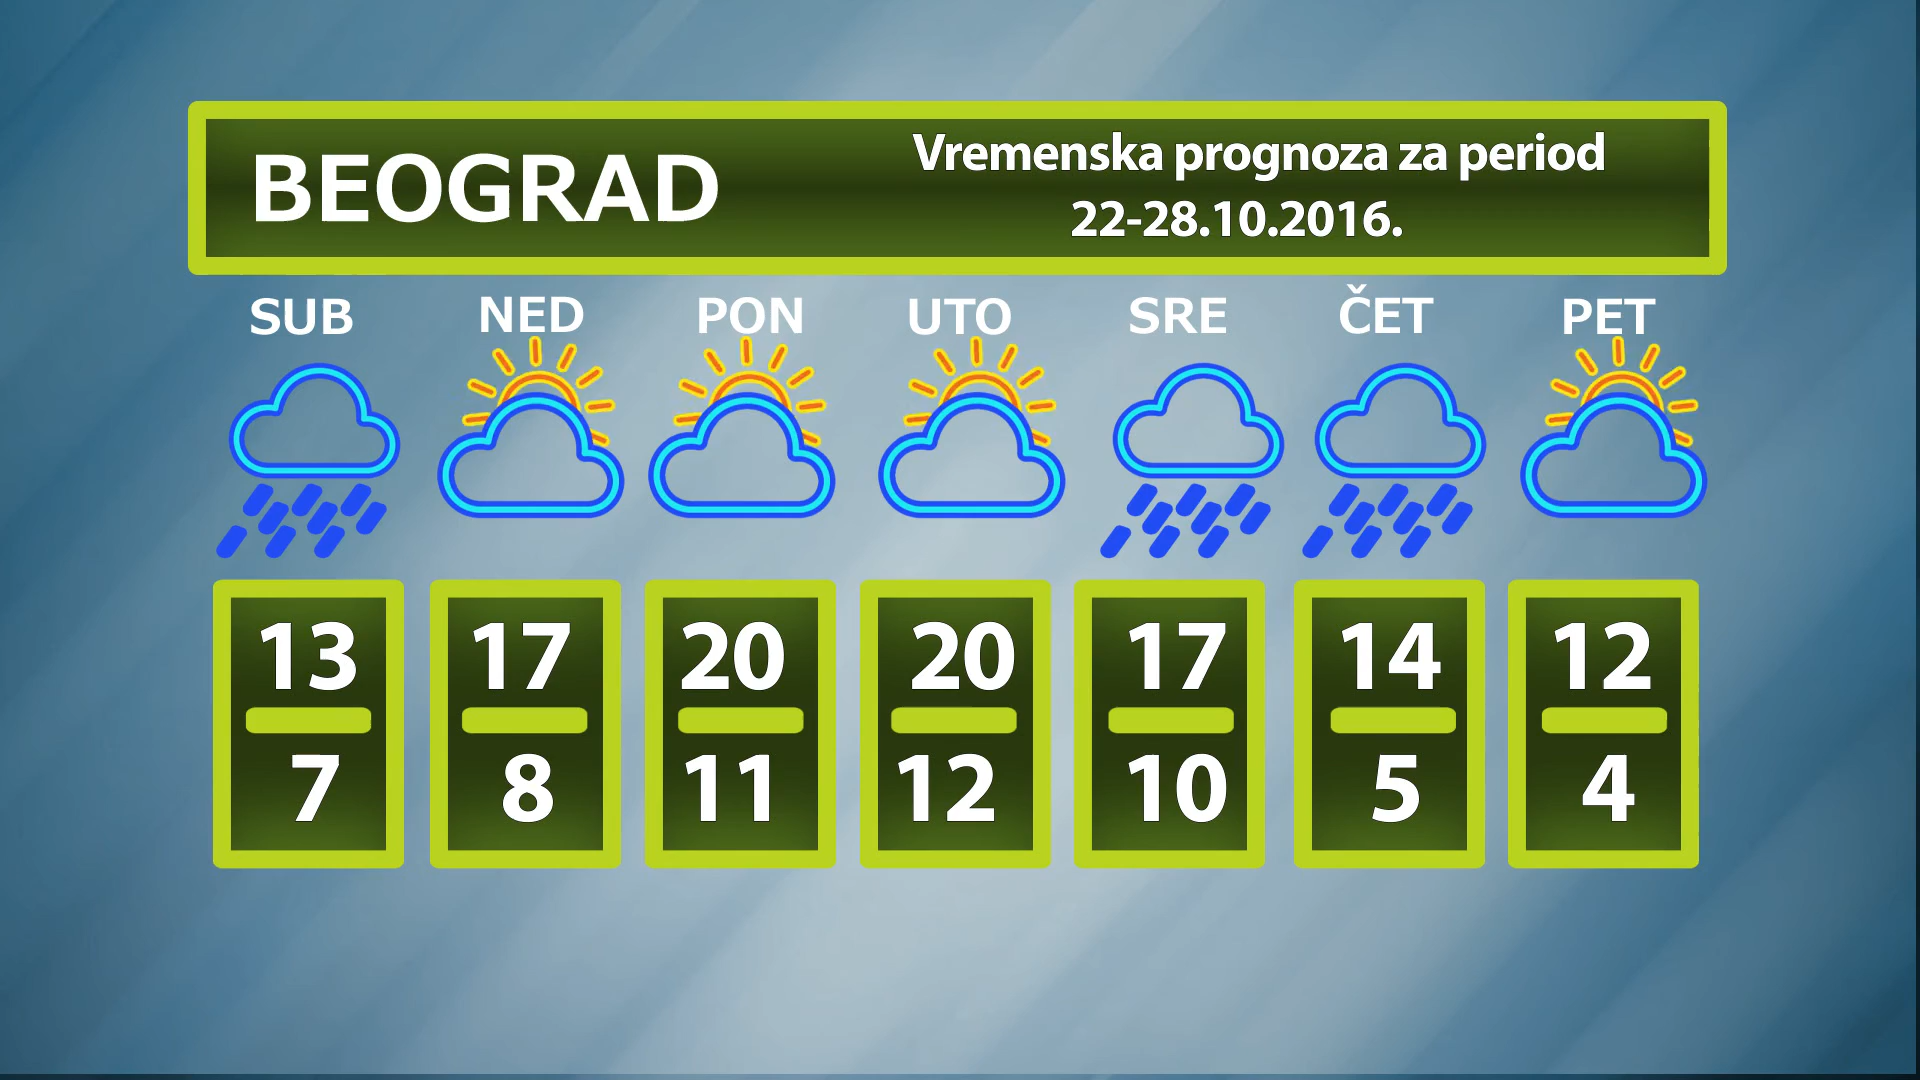 BEOGRAD
Vremenska prognoza za period
22-28.10.2016.
SUB NED PON UTO SRE ČET PET
13 17 20 20 17 14 12
7 8 11 12 10 5 4